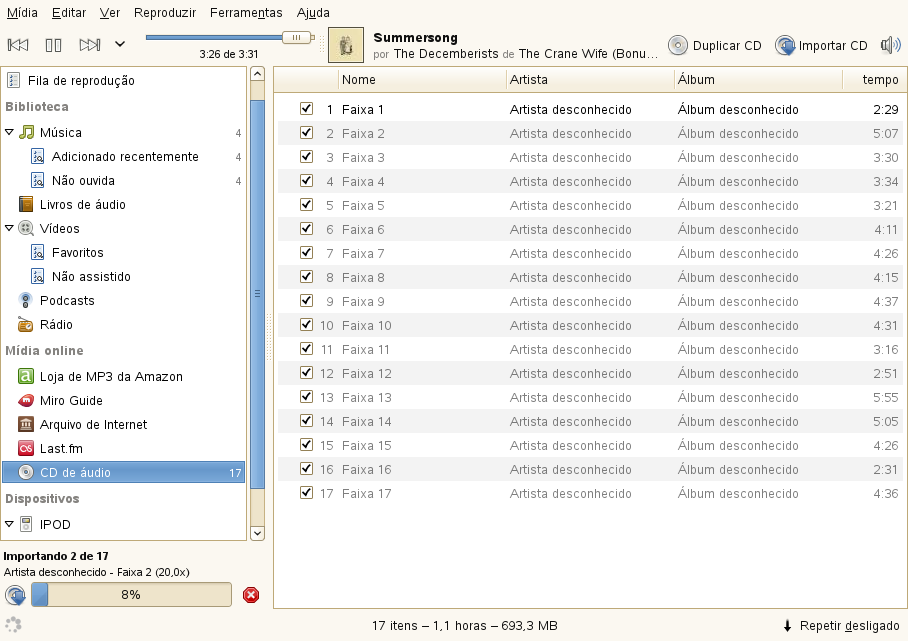 Mídia Editar Ver Reproduzir Ferramentas Ajuda
3:26 de 3:31
Summersong
por The Decemberists de The Crane Wife (Bonu...
Duplicar CD
Importar CD
Fila de reprodução
Biblioteca
Música 4
Adicionado recentemente 4
Não ouvida 4
Livros de áudio
Vídeos
Favoritos
Não assistido
Podcasts
Rádio
Mídia online
Loja de MP3 da Amazon
Miro Guide
Arquivo de Internet
Last.fm
CD de áudio 17
Dispositivos
IPOD
Importando 2 de 17
Artista desconhecido - Faixa 2 (20,0x)
8%
Nome Artista Álbum tempo
1 Faixa 1 Artista desconhecido Álbum desconhecido 2:29
2 Faixa 2 Artista desconhecido Álbum desconhecido 5:07
3 Faixa 3 Artista desconhecido Álbum desconhecido 3:30
4 Faixa 4 Artista desconhecido Álbum desconhecido 3:34
5 Faixa 5 Artista desconhecido Álbum desconhecido 3:21
6 Faixa 6 Artista desconhecido Álbum desconhecido 4:11
7 Faixa 7 Artista desconhecido Álbum desconhecido 4:26
8 Faixa 8 Artista desconhecido Álbum desconhecido 4:15
9 Faixa 9 Artista desconhecido Álbum desconhecido 4:37
10 Faixa 10 Artista desconhecido Álbum desconhecido 4:31
11 Faixa 11 Artista desconhecido Álbum desconhecido 3:16
12 Faixa 12 Artista desconhecido Álbum desconhecido 2:51
13 Faixa 13 Artista desconhecido Álbum desconhecido 5:55
14 Faixa 14 Artista desconhecido Álbum desconhecido 5:05
15 Faixa 15 Artista desconhecido Álbum desconhecido 4:26
16 Faixa 16 Artista desconhecido Álbum desconhecido 2:31
17 Faixa 17 Artista desconhecido Álbum desconhecido 4:36
17 itens – 1,1 horas – 693,3 MB
Repetir desligado